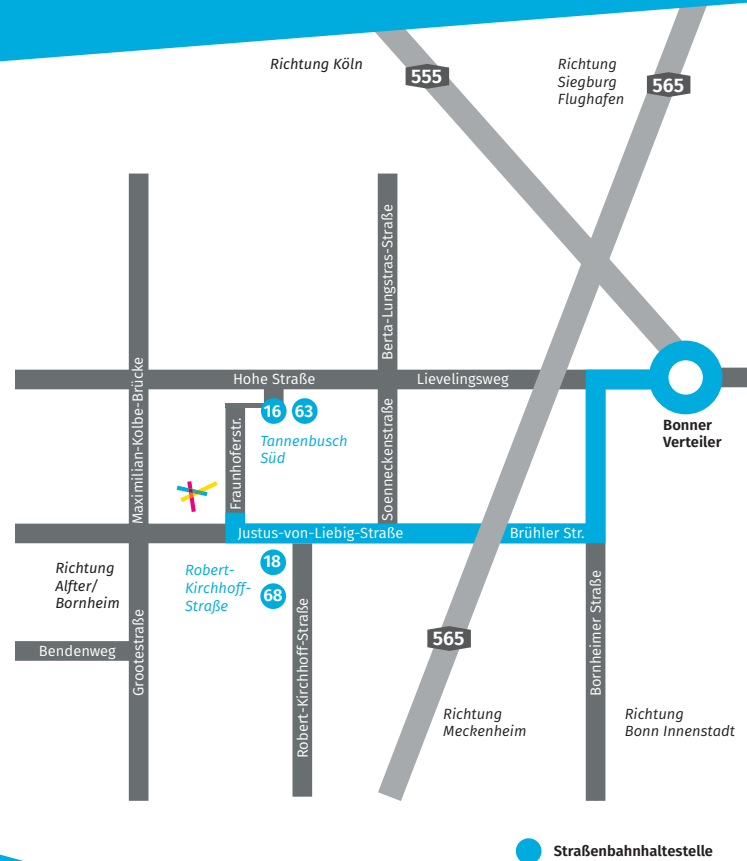 Richtung Köln
555
Richtung
Siegburg
Flughafen
565
Maximilian-Kolbe-Brücke
Berta-Lungstras-Straße
Hohe Straße
Lievelingsweg
16
63
Tannenbusch
Süd
Fraunhoferstr.
Soenneckenstraße
Bonner
Verteiler
Justus-von-Liebig-Straße
Brühler Str.
Richtung
Alfter/
Bornheim
Robert-
Kirchhoff-
Straße
18
68
Grootestraße
Bendenweg
Robert-Kirchhoff-Straße
565
Bornheimer Straße
Richtung
Meckenheim
Richtung
Bonn Innenstadt
Straßenbahnhaltestelle